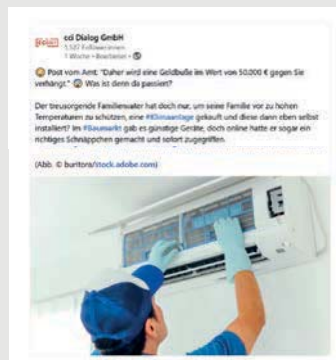 cci Dialog GmbH
1.527 Follower:innen
1 Woche • Bearbeitet •
Post vom Amt. "Daher wird eine Geldbuße im Wert von 50.000 € gegen Sie
verhängt." Was ist denn da passiert?
Der treusorgende Familienvater hat doch nur, um seine Familie vor zu hohen
Temperaturen zu schützen, eine #Klimaanlage gekauft und diese dann eben selbst
installiert? Im #Baumarkt gab es günstige Geräte, doch online hatte er sogar ein
richtiges Schnäppchen gemacht und sofort zugegriffen.
(Abb. © buritora/stock.adobe.com)